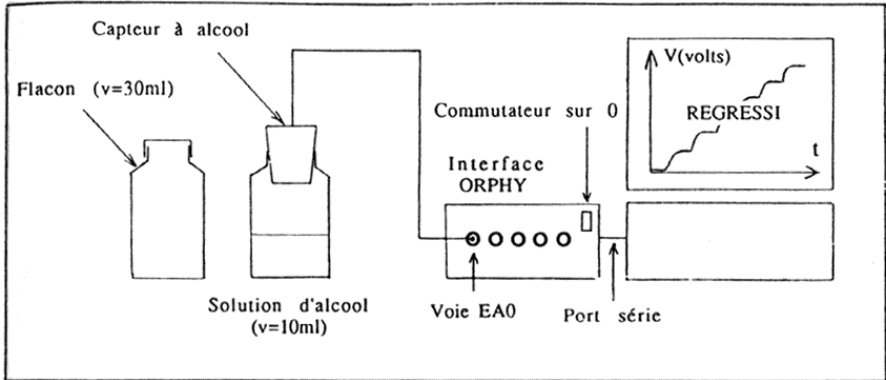 Capteur à alcool
Flacon (v=30ml)
V(volts)
Commutateur sur 0
REGRESSI
t
Interface
ORPHY
Solution d'alcool
(v=10ml)
Voie EA0
Port série